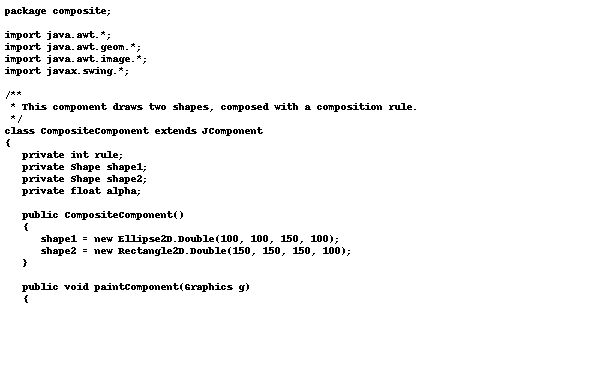 package composite;

import java.awt.*;
import java.awt.geom.*;
import java.awt.image.*;
import javax.swing.*;

/**
 * This component draws two shapes, composed with a composition rule.
 */
class CompositeComponent extends JComponent
{
   private int rule;
   private Shape shape1;
   private Shape shape2;
   private float alpha;

   public CompositeComponent()
   {
      shape1 = new Ellipse2D.Double(100, 100, 150, 100);
      shape2 = new Rectangle2D.Double(150, 150, 150, 100);
   }

   public void paintComponent(Graphics g)
   {